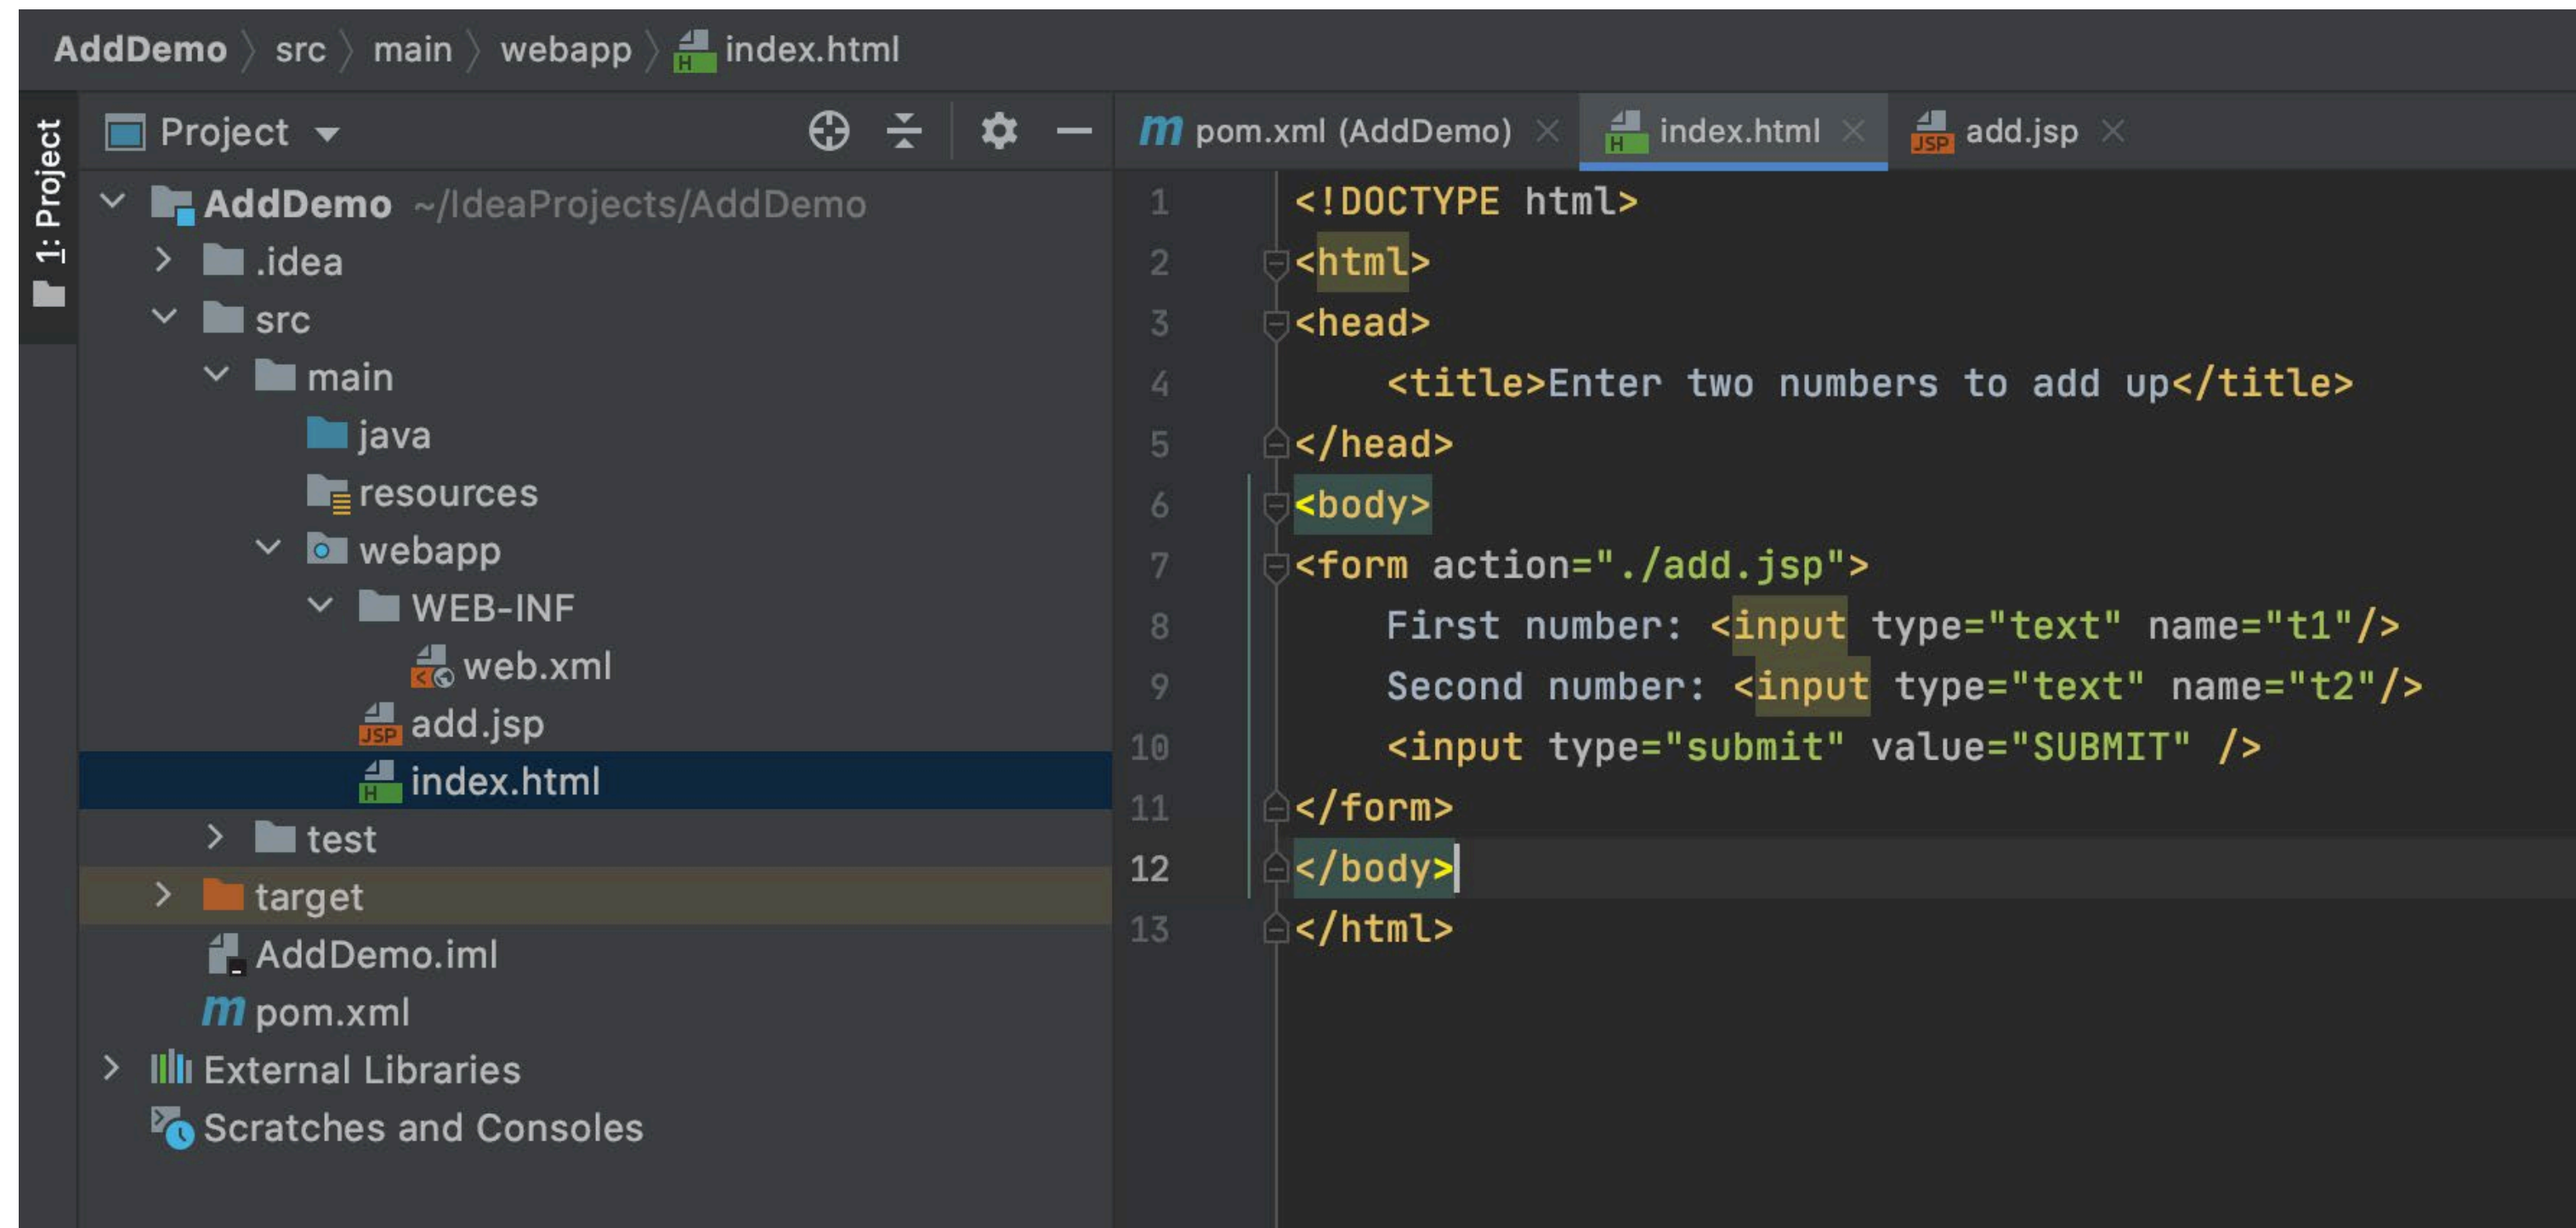 AddDemo src main webapp index.html
1: Project
Project
AddDemo ~/IdeaProjects/AddDemo
.idea
src
main
java
resources
webapp
WEB-INF
web.xml
JSP add.jsp
H index.html
test
target
AddDemo.iml
m pom.xml
External Libraries
Scratches and Consoles
m pom.xml (AddDemo) H index.html JSP add.jsp
1 <!DOCTYPE html>
2 <html>
3 <head>
4     <title>Enter two numbers to add up</title>
5 </head>
6 <body>
7 <form action="./add.jsp">
8     First number: <input type="text" name="t1"/>
9     Second number: <input type="text" name="t2"/>
10     <input type="submit" value="SUBMIT" />
11 </form>
12 </body>
13 </html>